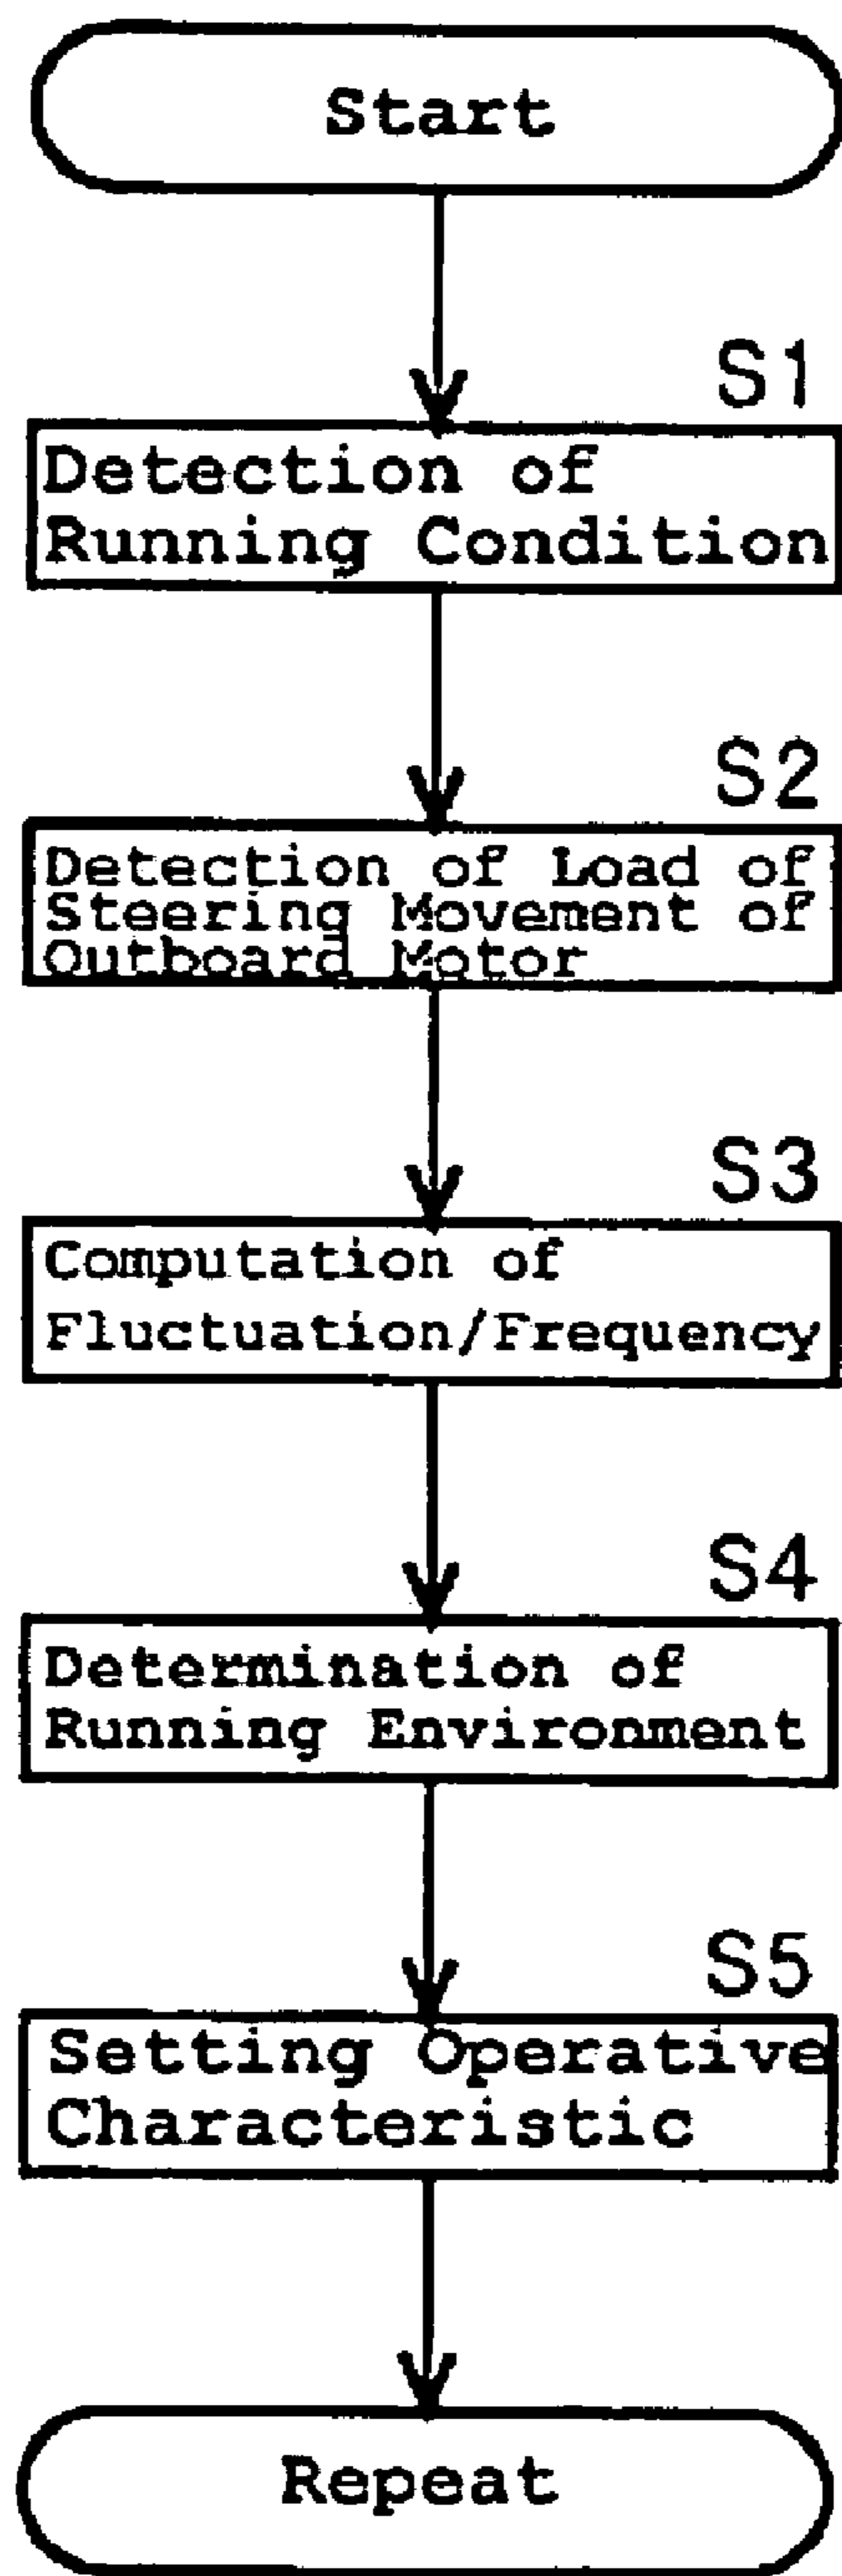 Start
S1
Detection of
Running Condition
S2
Detection of Load of
Steering Movement of
Outboard Motor
S3
Computation of
Fluctuation/Frequency
S4
Determination of
Running Environment
S5
Setting Operative
Characteristic
Repeat